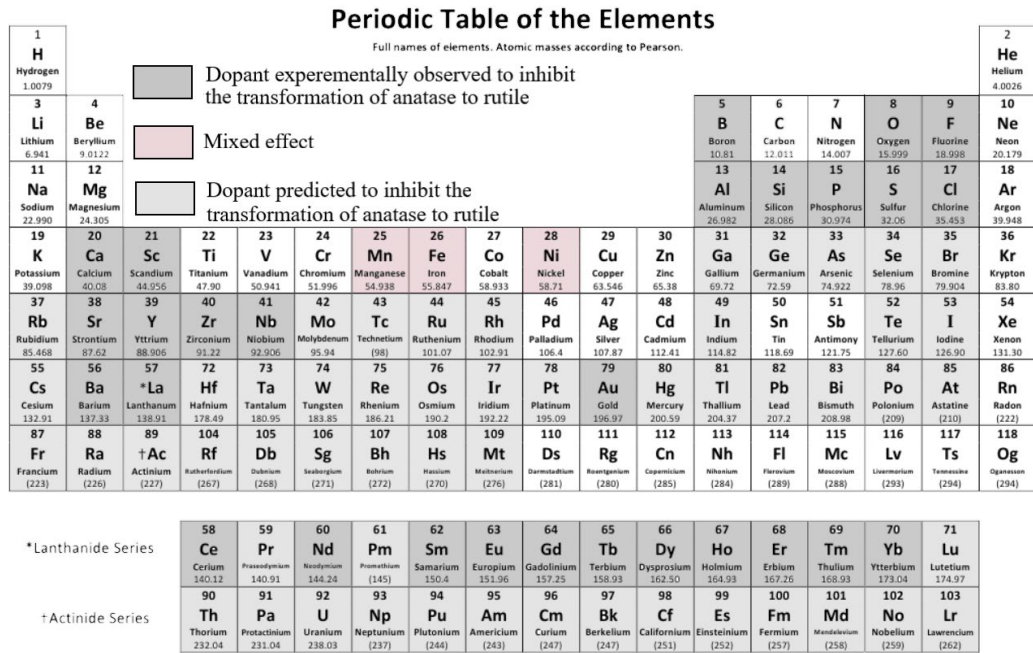 Periodic Table of the Elements
Full names of elements. Atomic masses according to Pearson.
1 2
H He
Hydrogen Helium
1.0079 4.0026
Dopant experementally observed to inhibit
the transformation of anatase to rutile
Mixed effect
Dopant predicted to inhibit the
transformation of anatase to rutile
3 4 5 6 7 8 9 10
Li Be B C N O F Ne
Lithium Beryllium Boron Carbon Nitrogen Oxygen Fluorine Neon
6.941 9.0122 10.81 12.011 14.007 15.999 18.998 20.179
11 12 13 14 15 16 17 18
Na Mg Al Si P S Cl Ar
Sodium Magnesium Aluminum Silicon Phosphorus Sulfur Chlorine Argon
22.990 24.305 26.982 28.086 30.974 32.06 35.453 39.948
19 20 21 22 23 24 25 26 27 28 29 30 31 32 33 34 35 36
K Ca Sc Ti V Cr Mn Fe Co Ni Cu Zn Ga Ge As Se Br Kr
Potassium Calcium Scandium Titanium Vanadium Chromium Manganese Iron Cobalt Nickel Copper Zinc Gallium Germanium Arsenic Selenium Bromine Krypton
39.098 40.08 44.956 47.90 50.941 51.996 54.938 55.847 58.933 58.71 63.546 65.38 69.72 72.59 74.922 78.96 79.904 83.80
37 38 39 40 41 42 43 44 45 46 47 48 49 50 51 52 53 54
Rb Sr Y Zr Nb Mo Tc Ru Rh Pd Ag Cd In Sn Sb Te I Xe
Rubidium Strontium Yttrium Zirconium Niobium Molybdenum Technetium Ruthenium Rhodium Palladium Silver Cadmium Indium Tin Antimony Tellurium Iodine Xenon
85.468 87.62 88.906 91.22 92.906 95.94 (98) 101.07 102.91 106.4 107.87 112.41 114.82 118.69 121.75 127.60 126.90 131.30
55 56 57 72 73 74 75 76 77 78 79 80 81 82 83 84 85 86
Cs Ba *La Hf Ta W Re Os Ir Pt Au Hg Tl Pb Bi Po At Rn
Cesium Barium Lanthanum Hafnium Tantalum Tungsten Rhenium Osmium Iridium Platinum Gold Mercury Thallium Lead Bismuth Polonium Astatine Radon
132.91 137.33 138.91 178.49 180.95 183.85 186.21 190.2 192.22 195.09 196.97 200.59 204.37 207.2 208.98 (209) (210) (222)
87 88 89 104 105 106 107 108 109 110 111 112 113 114 115 116 117 118
Fr Ra †Ac Rf Db Sg Bh Hs Mt Ds Rg Cn Nh Fl Mc Lv Ts Og
Francium Radium Actinium Rutherfordium Dubnium Seaborgium Bohrium Hassium Meitnerium Darmstadtium Roentgenium Copernicium Nihonium Flerovium Moscovium Livermorium Tennessine Oganesson
(223) (226) (227) (267) (268) (271) (272) (270) (276) (281) (280) (285) (284) (289) (288) (293) (294) (294)
*Lanthanide Series
58 59 60 61 62 63 64 65 66 67 68 69 70 71
Ce Pr Nd Pm Sm Eu Gd Tb Dy Ho Er Tm Yb Lu
Cerium Praseodymium Neodymium Promethium Samarium Europium Gadolinium Terbium Dysprosium Holmium Erbium Thulium Ytterbium Lutetium
140.12 140.91 144.24 (145) 150.4 151.96 157.25 158.93 162.50 164.93 167.26 168.93 173.04 174.97
†Actinide Series
90 91 92 93 94 95 96 97 98 99 100 101 102 103
Th Pa U Np Pu Am Cm Bk Cf Es Fm Md No Lr
Thorium Protactinium Uranium Neptunium Plutonium Americium Curium Berkelium Californium Einsteinium Fermium Mendelevium Nobelium Lawrencium
232.04 231.04 238.03 (237) (244) (243) (247) (247) (251) (252) (257) (258) (259) (262)